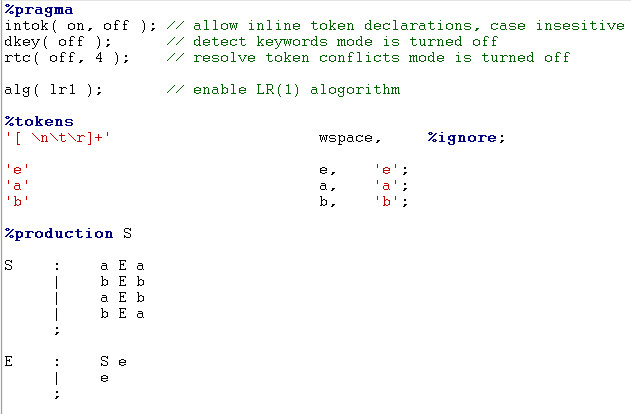 %pragma
intok( on, off ); // allow inline token declarations, case insesitive
dkey( off ); // detect keywords mode is turned off
rtc( off, 4 ); // resolve token conflicts mode is turned off
alg( lr1 ); // enable LR(1) alogorithm
%tokens
'[ \n\t\r]+' wspace, %ignore;
'e' e, 'e';
'a' a, 'a';
'b' b, 'b';
%production S
S : a E a
| b E b
| a E b
| b E a
;
E : S e
| e
;